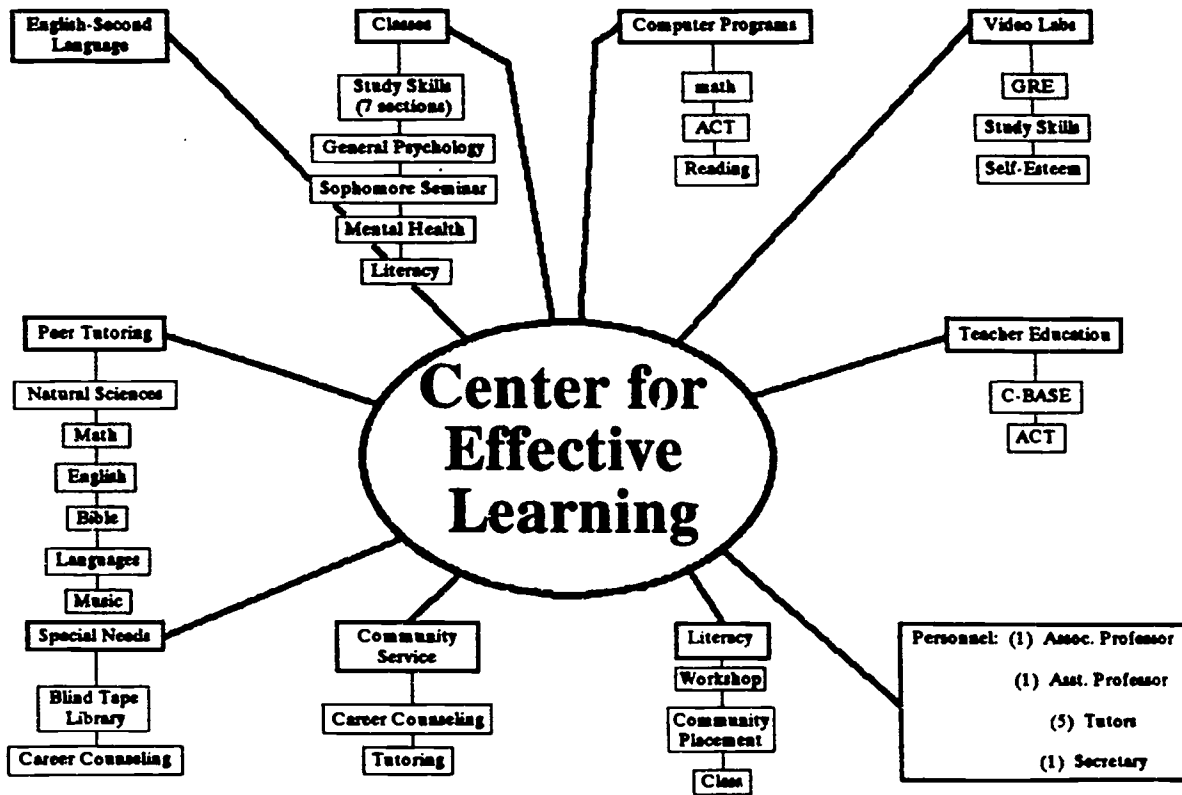 English-Second
Language
Classes
Study Skills
(7 sections)
General Psychology
Sophomore Seminar
Mental Health
Literacy
Computer Programs
math
ACT
Reading
Video Labs
GRE
Study Skills
Self-Esteem
Peer Tutoring
Natural Sciences
Math
English
Bible
Languages
Music
Center for
Effective
Learning
Teacher Education
C-BASE
ACT
Special Needs
Blind Tape
Library
Career Counseling
Community
Service
Career Counseling
Tutoring
Literacy
Workshop
Community
Placement
Class
Personnel: (1) Assoc. Professor
(1) Asst. Professor
(5) Tutors
(1) Secretary